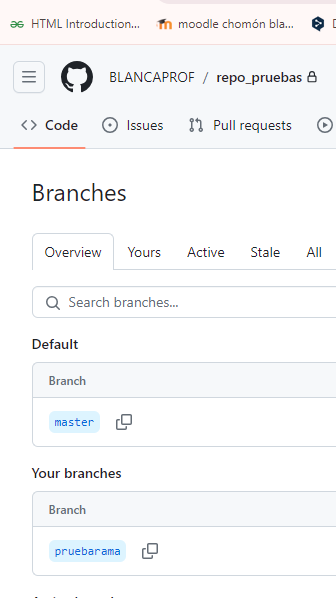 HTML Introduction... moodle chomón bla...
BLANCAPROF / repo_pruebas
Code Issues Pull requests
Branches
Overview Yours Active Stale All
Search branches...
Default
Branch
master
Your branches
Branch
pruebarama